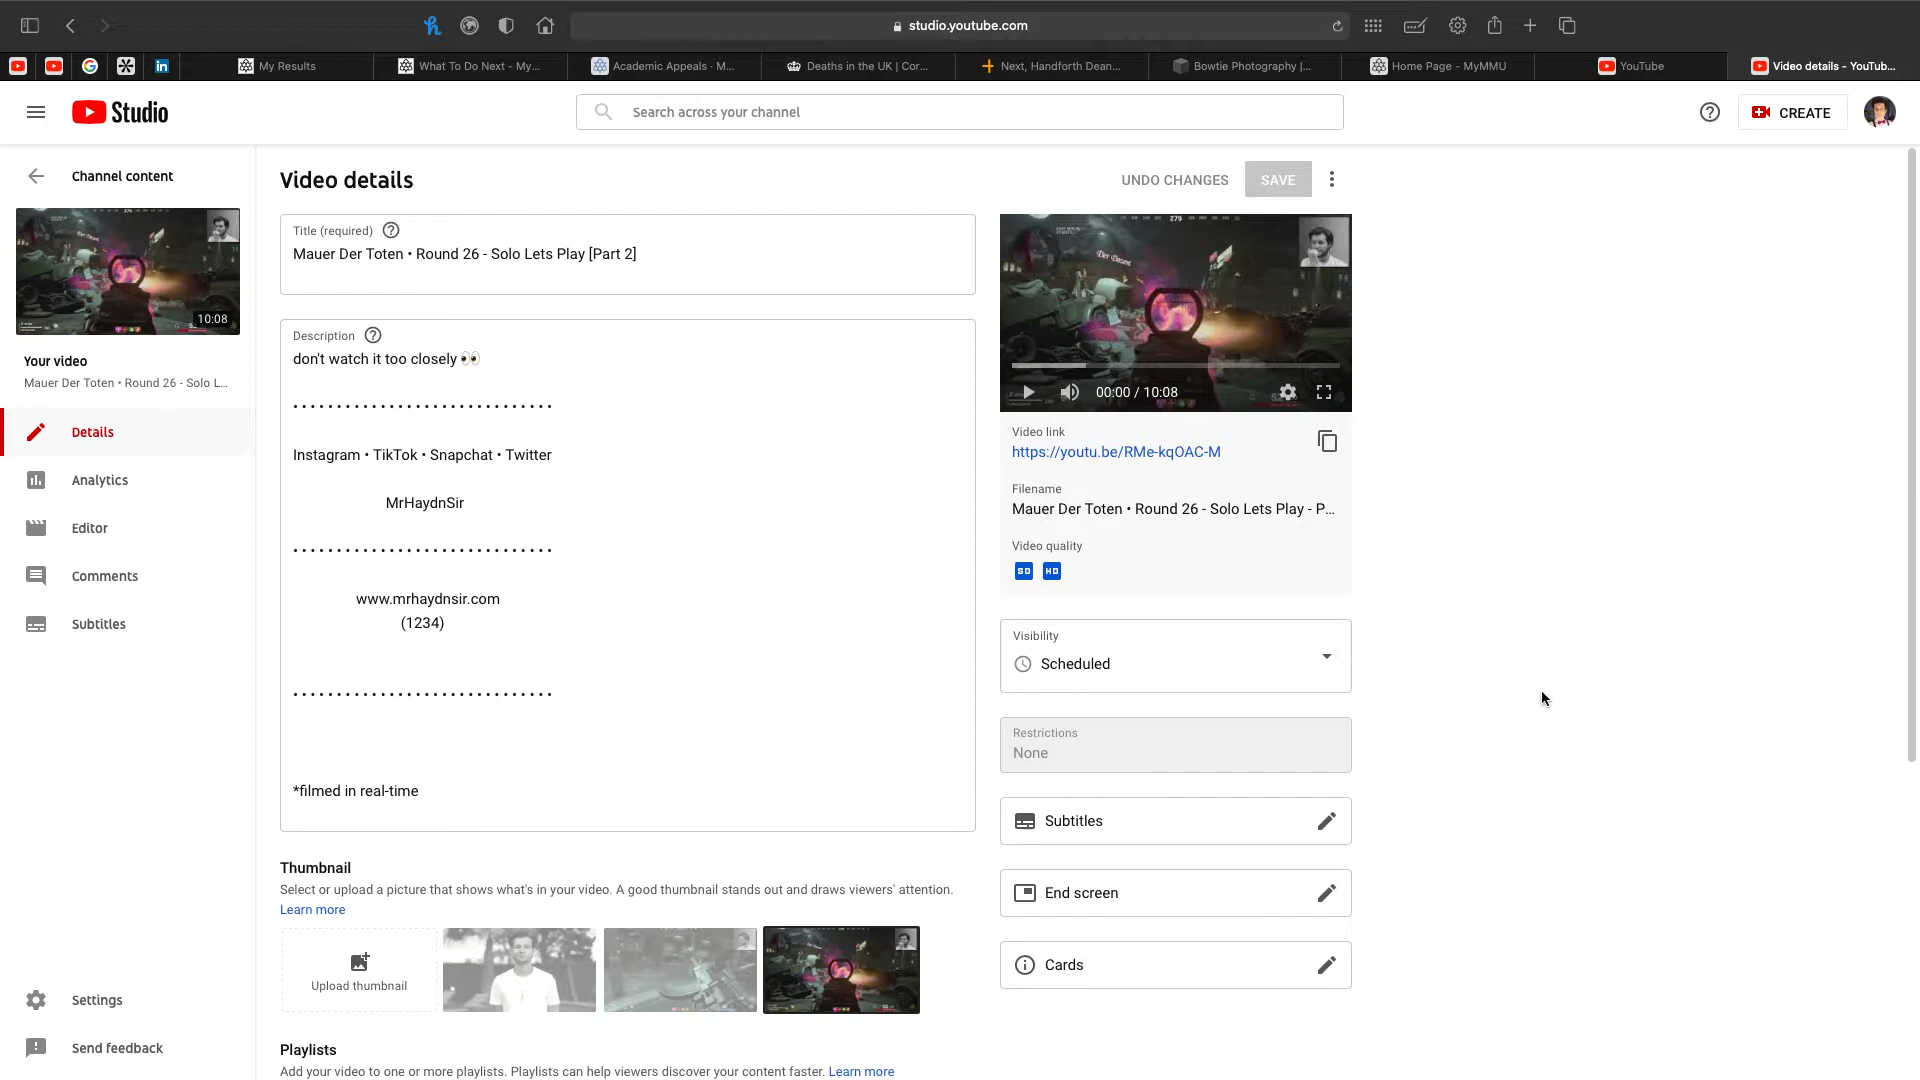 studio.youtube.com
My Results
What To Do Next - My...
Academic Appeals · M...
Deaths in the UK | Cor...
Next, Handforth Dean...
Bowtie Photography |...
Home Page - MyMMU
YouTube
Video details - YouTub...
Studio
Search across your channel
CREATE
Channel content
10:08
Your video
Mauer Der Toten • Round 26 - Solo L...
Details
Analytics
Editor
Comments
Subtitles
Settings
Send feedback
Video details
UNDO CHANGES
SAVE
Title (required)
Mauer Der Toten • Round 26 - Solo Lets Play [Part 2]
Description
don't watch it too closely 👀
• • • • • • • • • • • • • • • • • • • • • • • • • • • • • •
Instagram • TikTok • Snapchat • Twitter
MrHaydnSir
• • • • • • • • • • • • • • • • • • • • • • • • • • • • • •
www.mrhaydnsir.com
(1234)
• • • • • • • • • • • • • • • • • • • • • • • • • • • • • •
*filmed in real-time
Thumbnail
Select or upload a picture that shows what's in your video. A good thumbnail stands out and draws viewers' attention.
Learn more
Upload thumbnail
Playlists
Add your video to one or more playlists. Playlists can help viewers discover your content faster. Learn more
279
Der Toten
00:00 / 10:08
Video link
https://youtu.be/RMe-kqOAC-M
Filename
Mauer Der Toten • Round 26 - Solo Lets Play - P...
Video quality
SD HD
Visibility
Scheduled
Restrictions
None
Subtitles
End screen
Cards